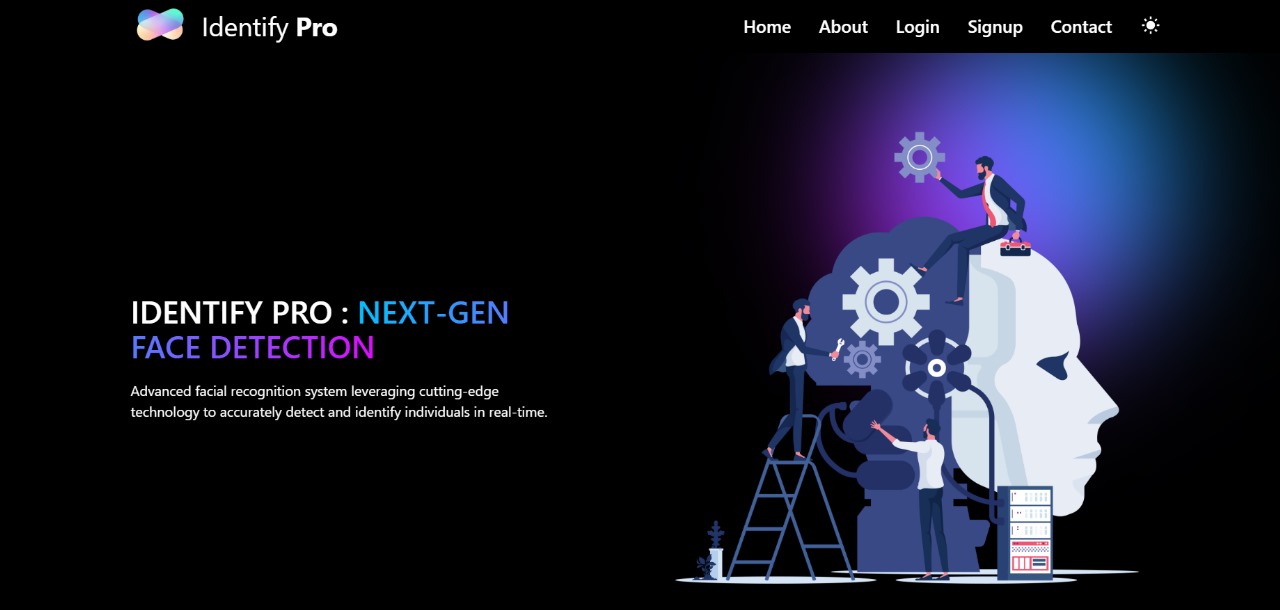 Identify Pro
Home About Login Signup Contact
IDENTIFY PRO : NEXT-GEN
FACE DETECTION
Advanced facial recognition system leveraging cutting-edge
technology to accurately detect and identify individuals in real-time.